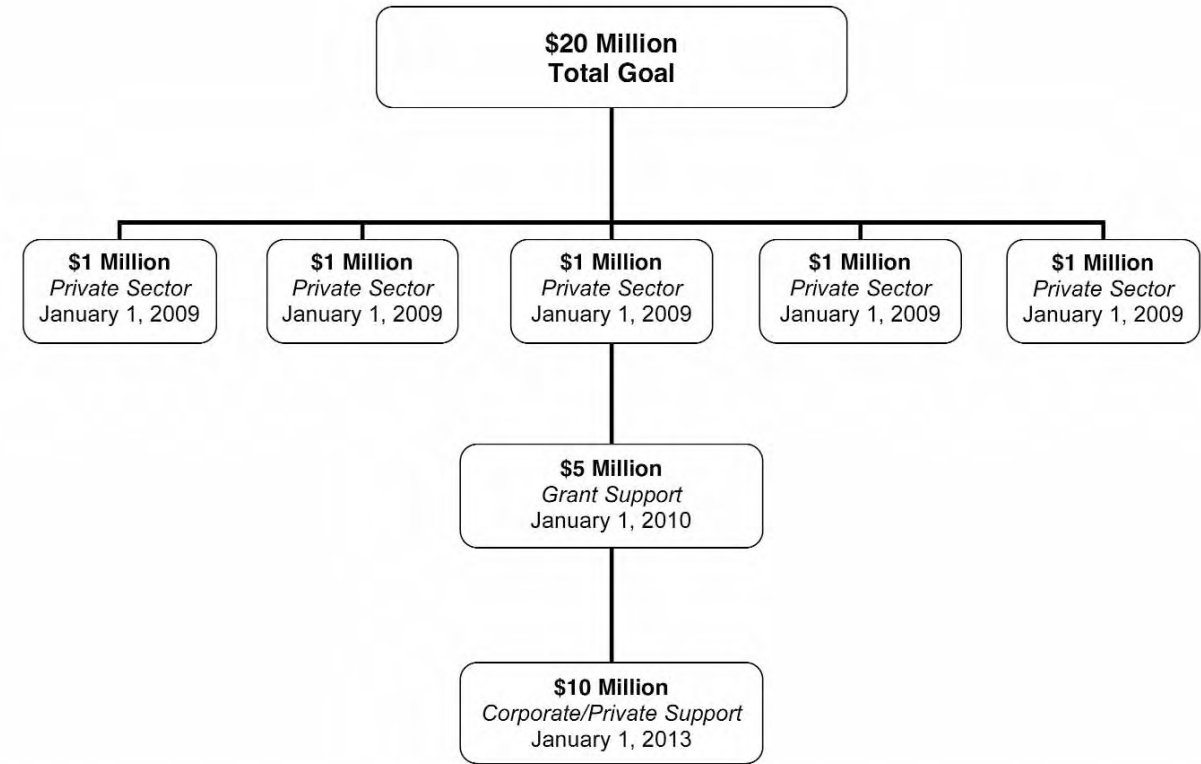 $20 Million
Total Goal
$1 Million
Private Sector
January 1, 2009
$1 Million
Private Sector
January 1, 2009
$1 Million
Private Sector
January 1, 2009
$1 Million
Private Sector
January 1, 2009
$1 Million
Private Sector
January 1, 2009
$5 Million
Grant Support
January 1, 2010
$10 Million
Corporate/Private Support
January 1, 2013